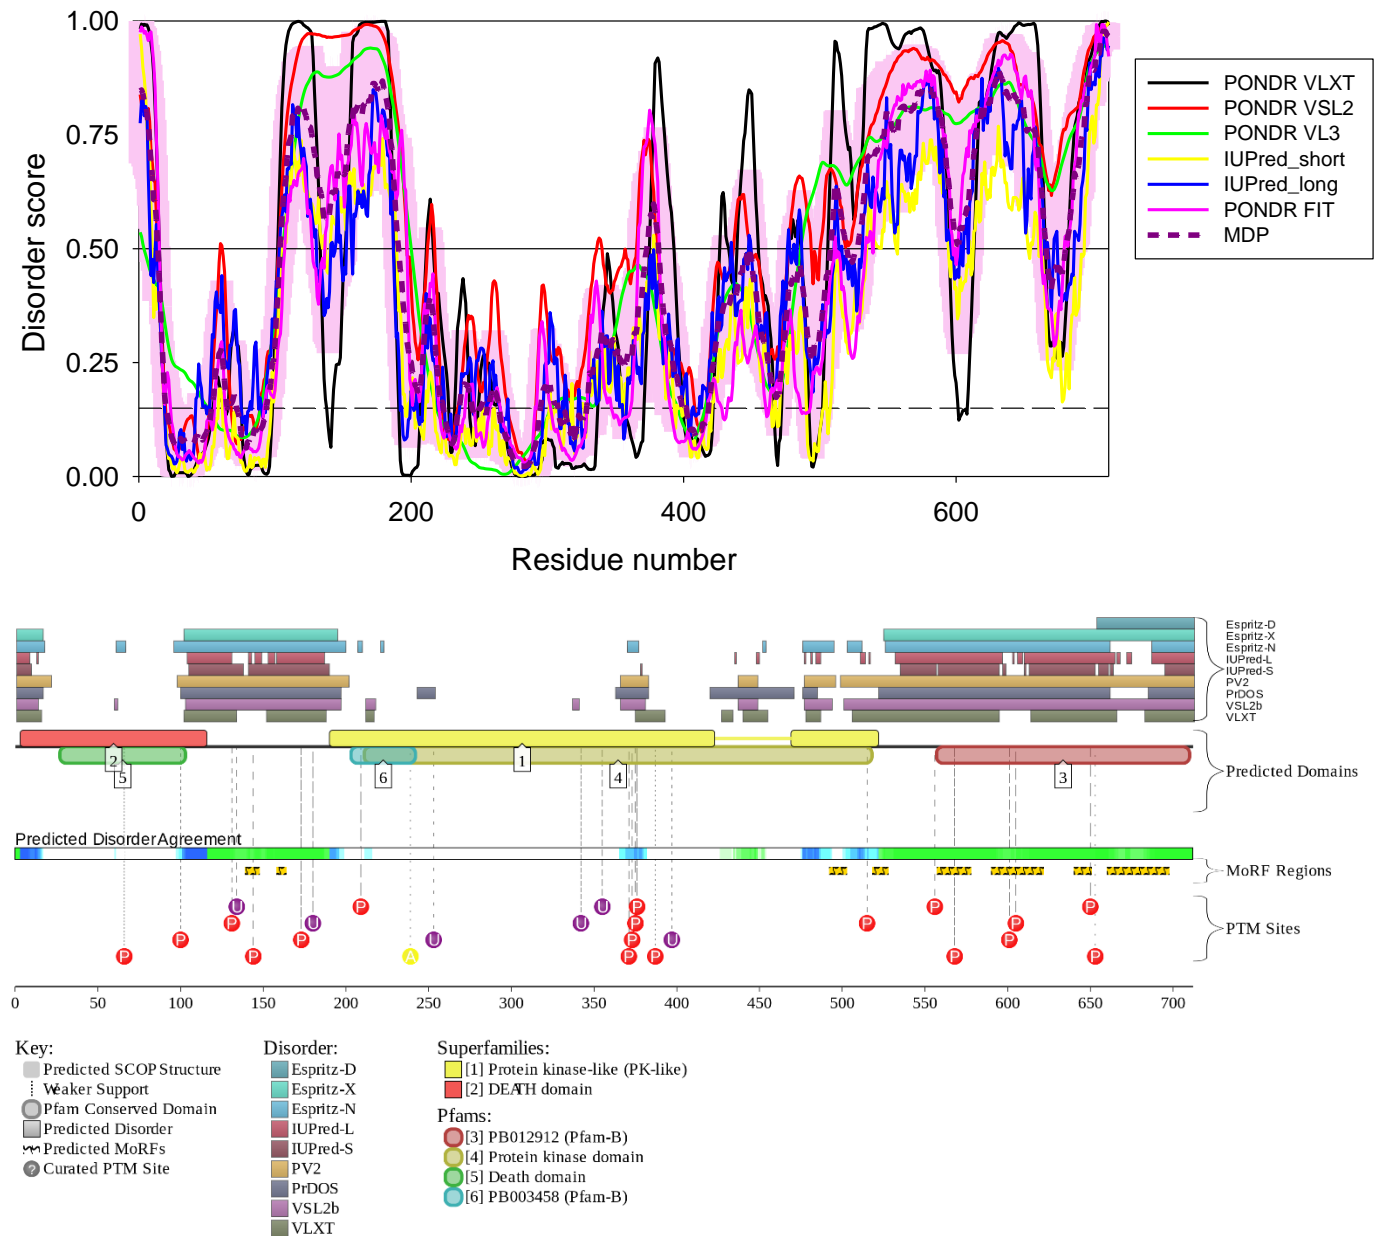 1.00
0.75
0.50
0.25
0.00
Disorder score
0
200
400
600
Residue number
PONDR VLXT
PONDR VSL2
PONDR VL3
IUPred_short
IUPred_long
PONDR FIT
MDP
Espritz-D
Espritz-X
Espritz-N
IUPred-L
IUPred-S
PV2
PrDOS
VSL2b
VLXT
2
5
6
1
4
3
Predicted Domains
Predicted Disorder Agreement
MoRF Regions
U P U P P U P P U P P P
P U U P P
P P U P U P
P P A P P P P
PTM Sites
0 50 100 150 200 250 300 350 400 450 500 550 600 650 700
Key:
Predicted SCOP Structure
Weaker Support
Pfam Conserved Domain
Predicted Disorder
Predicted MoRFs
? Curated PTM Site
Disorder:
Espritz-D
Espritz-X
Espritz-N
IUPred-L
IUPred-S
PV2
PrDOS
VSL2b
VLXT
Superfamilies:
[1] Protein kinase-like (PK-like)
[2] DEATH domain
Pfams:
[3] PB012912 (Pfam-B)
[4] Protein kinase domain
[5] Death domain
[6] PB003458 (Pfam-B)